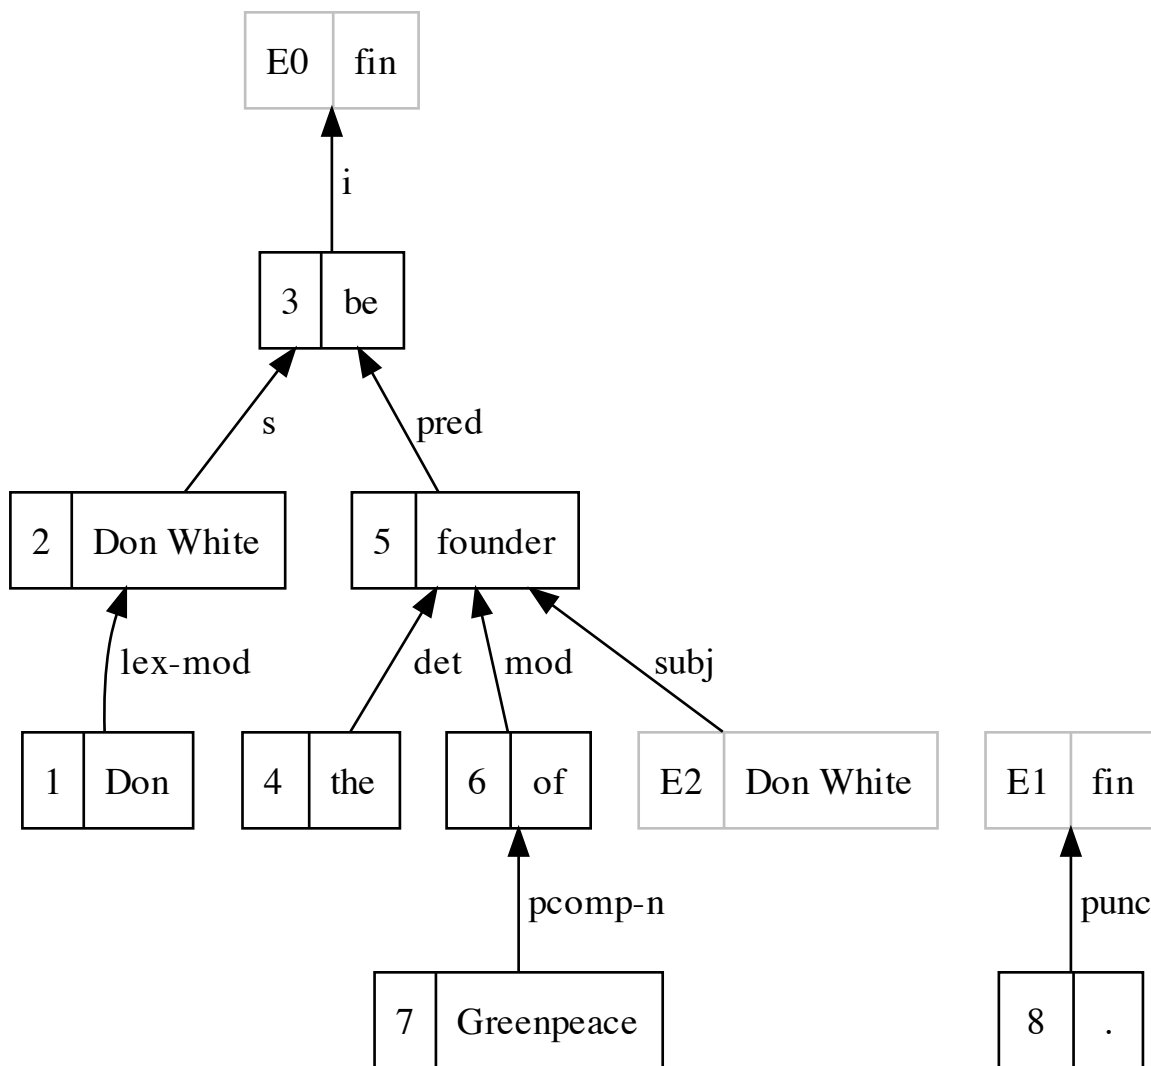 E0 fin
i
3 be
s pred
2 Don White 5 founder
lex-mod det mod subj
1 Don 4 the 6 of E2 Don White E1 fin
pcomp-n punc
7 Greenpeace 8 .